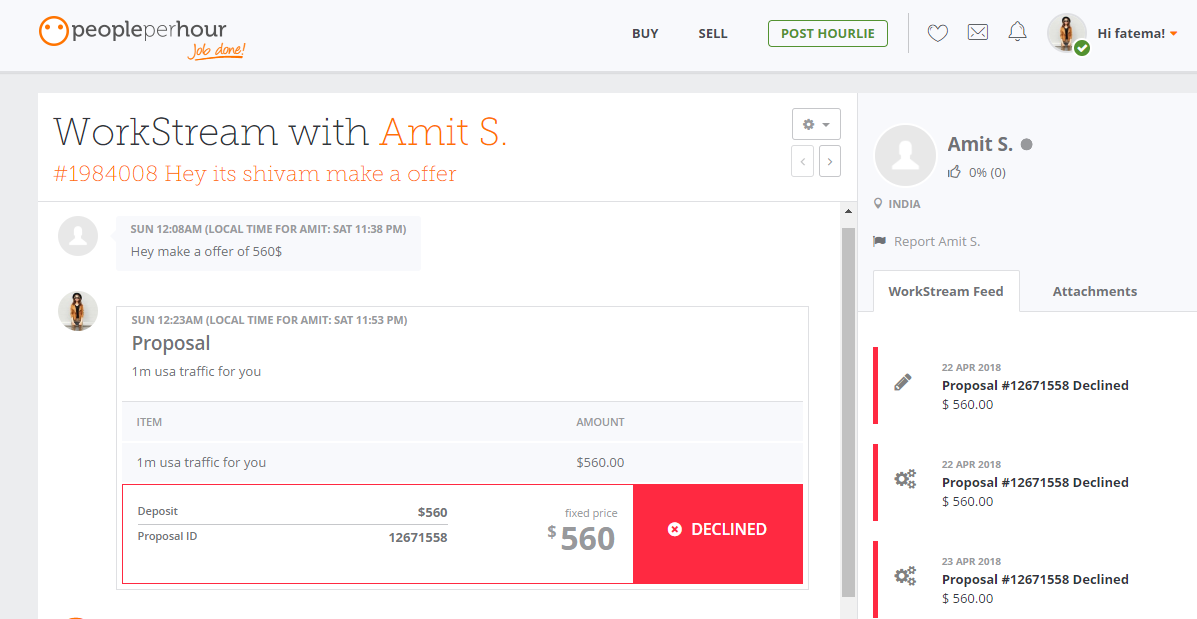 peopleperhour
Job done!
BUY
SELL
POST HOURLIE
Hi fatema!
WorkStream with Amit S.
#1984008 Hey its shivam make a offer
SUN 12:08AM (LOCAL TIME FOR AMIT: SAT 11:38 PM)
Hey make a offer of 560$
SUN 12:23AM (LOCAL TIME FOR AMIT: SAT 11:53 PM)
Proposal
1m usa traffic for you
ITEM AMOUNT
1m usa traffic for you $560.00
Deposit $560
Proposal ID 12671558
fixed price
$560
DECLINED
Amit S.
0% (0)
INDIA
Report Amit S.
WorkStream Feed Attachments
22 APR 2018
Proposal #12671558 Declined
$ 560.00
22 APR 2018
Proposal #12671558 Declined
$ 560.00
23 APR 2018
Proposal #12671558 Declined
$ 560.00